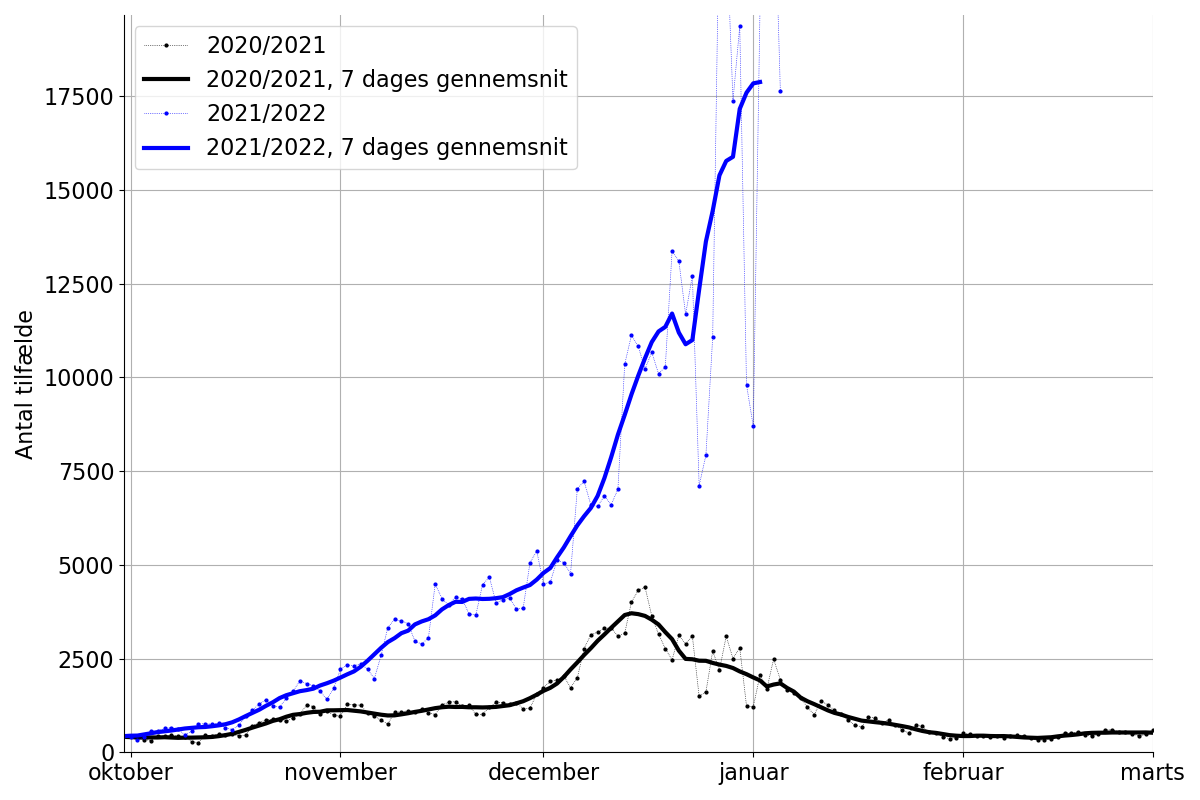 2020/2021
2020/2021, 7 dages gennemsnit
2021/2022
2021/2022, 7 dages gennemsnit
Antal tilfælde
17500
15000
12500
10000
7500
5000
2500
0
oktober november december januar februar marts